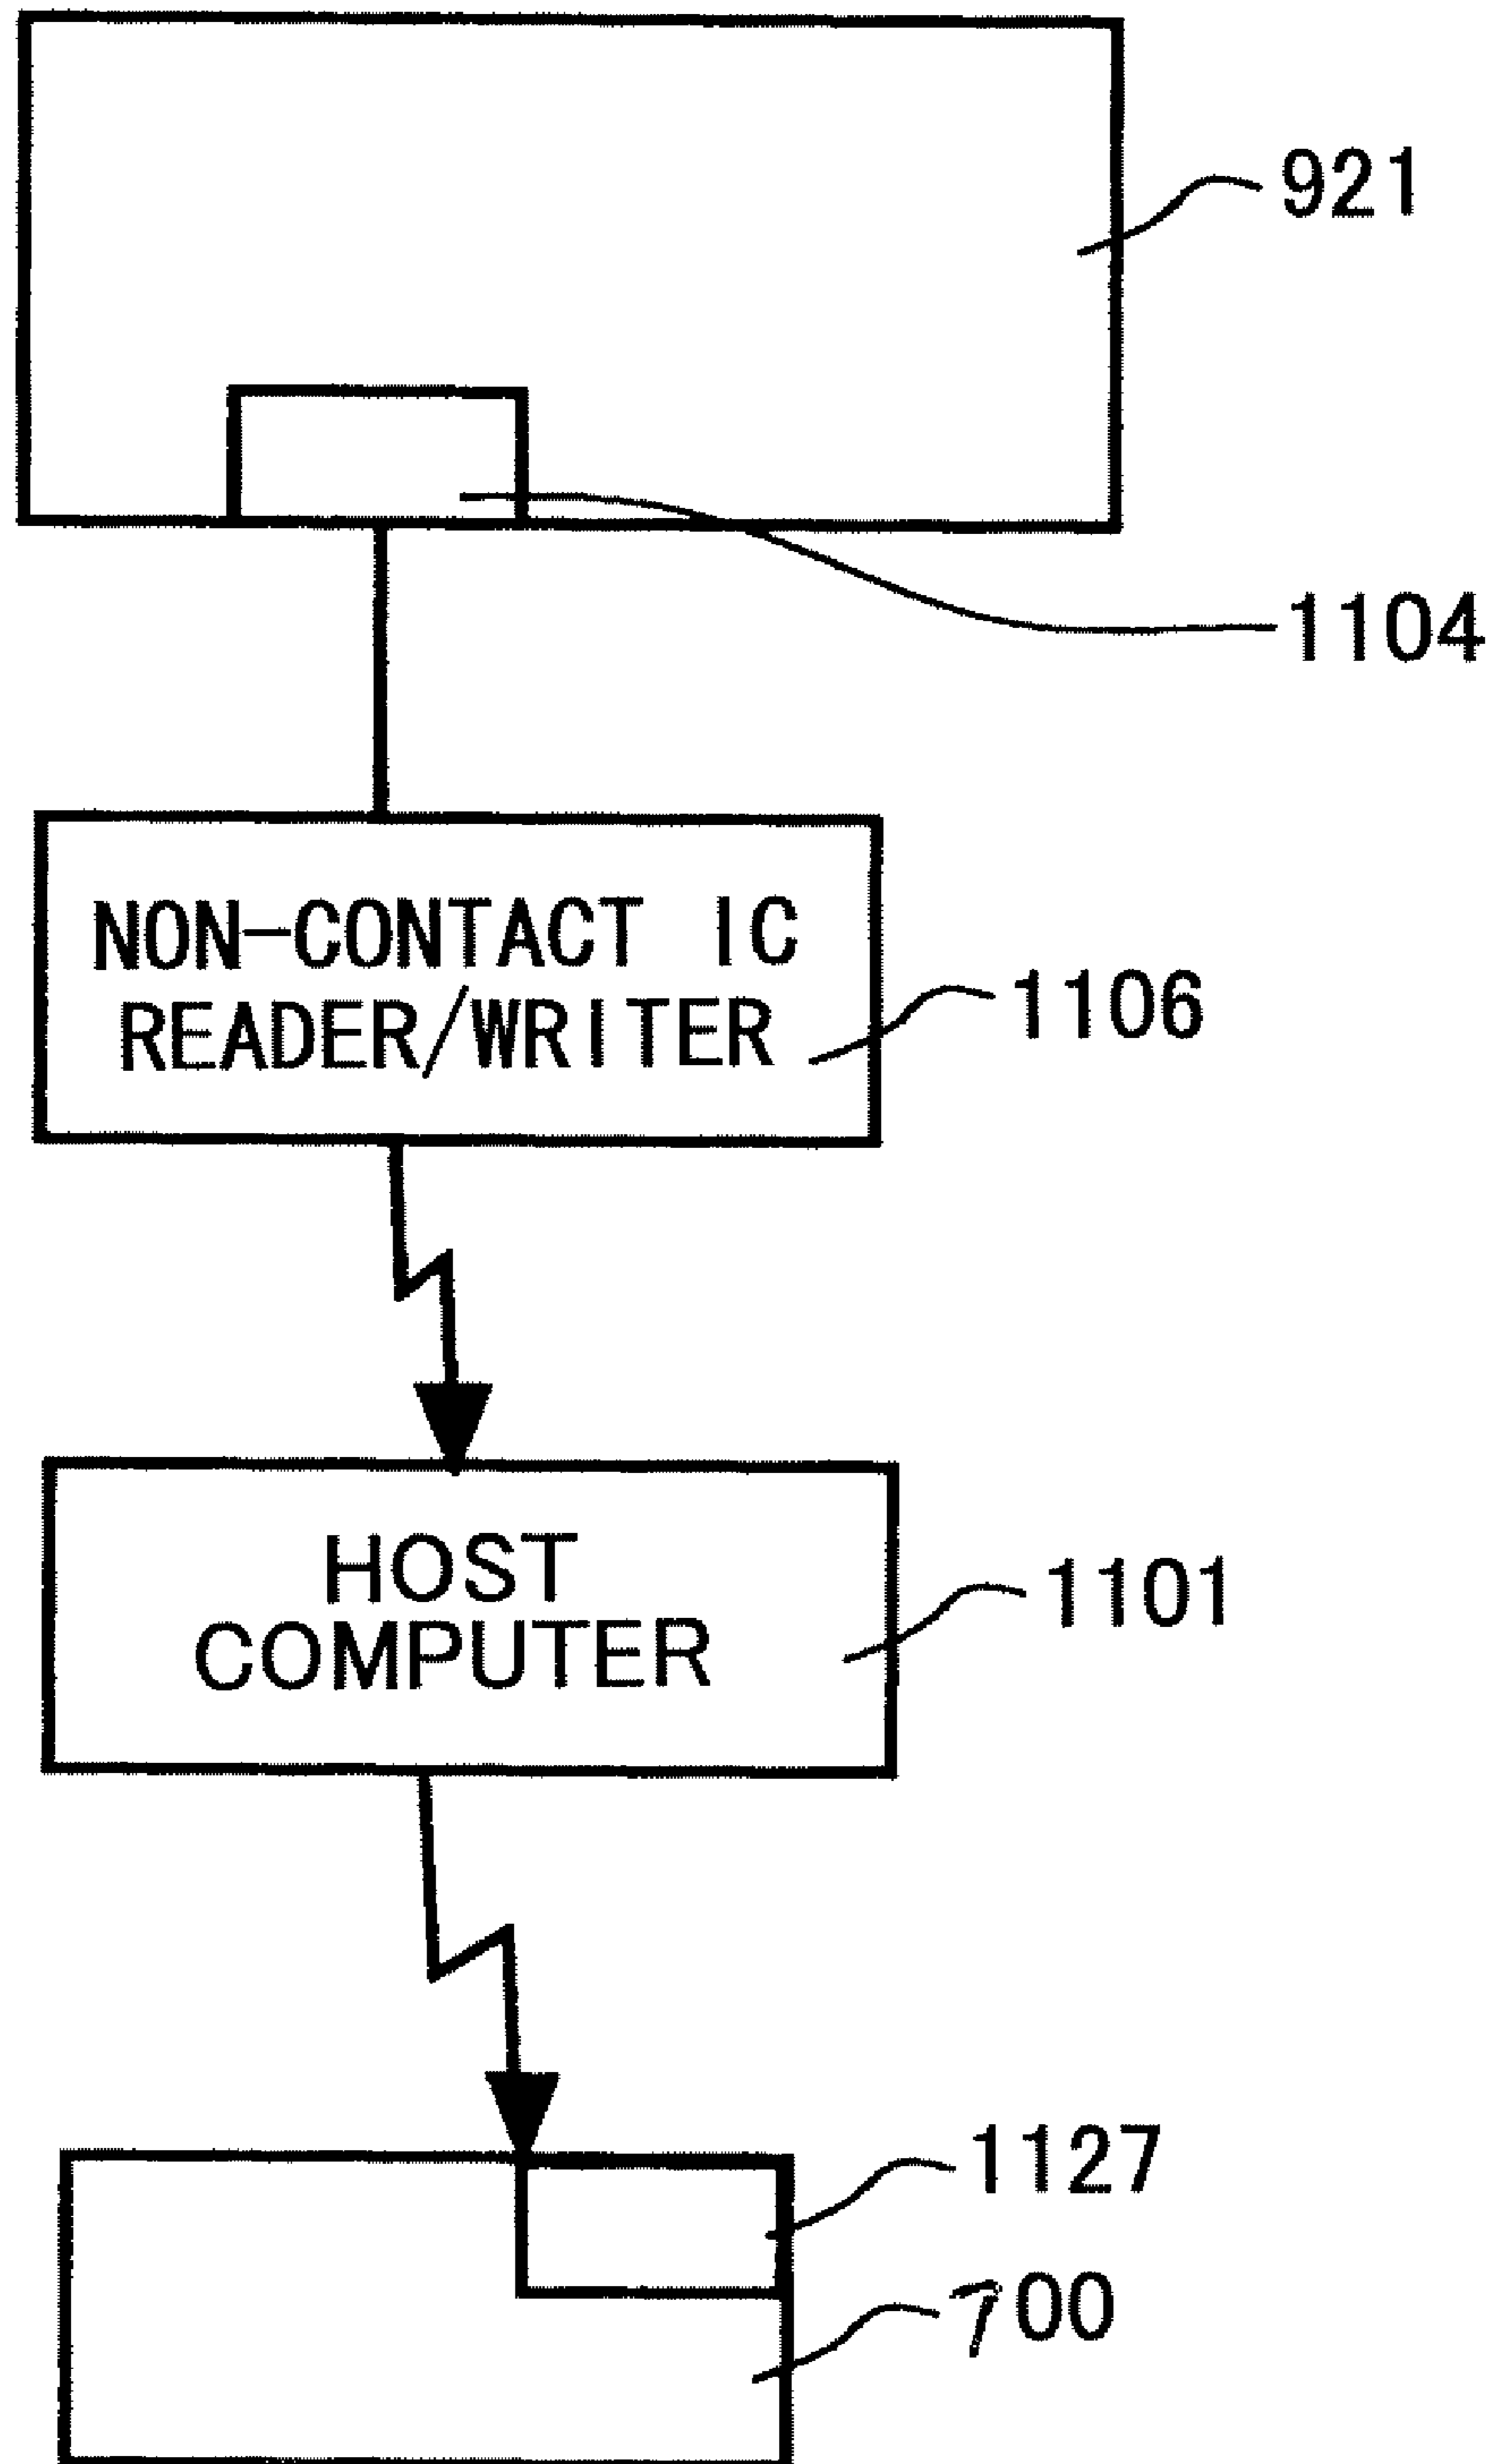 921
1104
NON-CONTACT IC
READER/WRITER
1106
HOST
COMPUTER
1101
1127
700